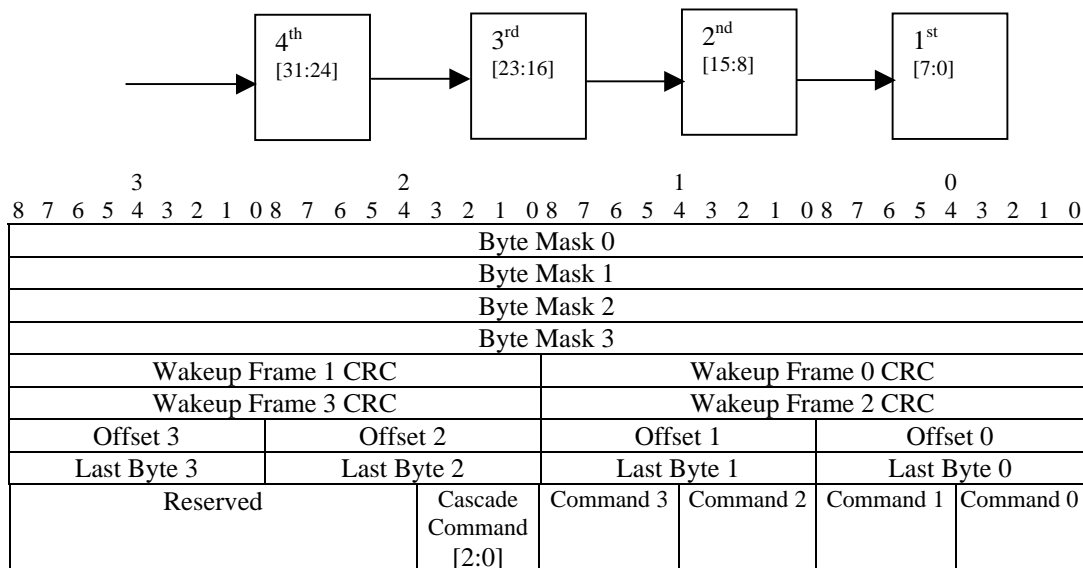 4th 3rd 2nd 1st
[31:24] [23:16] [15:8] [7:0]
3 2 1 0
8 7 6 5 4 3 2 1 0 8 7 6 5 4 3 2 1 0 8 7 6 5 4 3 2 1 0 8 7 6 5 4 3 2 1 0
Byte Mask 0
Byte Mask 1
Byte Mask 2
Byte Mask 3
Wakeup Frame 1 CRC Wakeup Frame 0 CRC
Wakeup Frame 3 CRC Wakeup Frame 2 CRC
Offset 3 Offset 2 Offset 1 Offset 0
Last Byte 3 Last Byte 2 Last Byte 1 Last Byte 0
Reserved Cascade Command 3 Command 2 Command 1 Command 0
Command
[2:0]